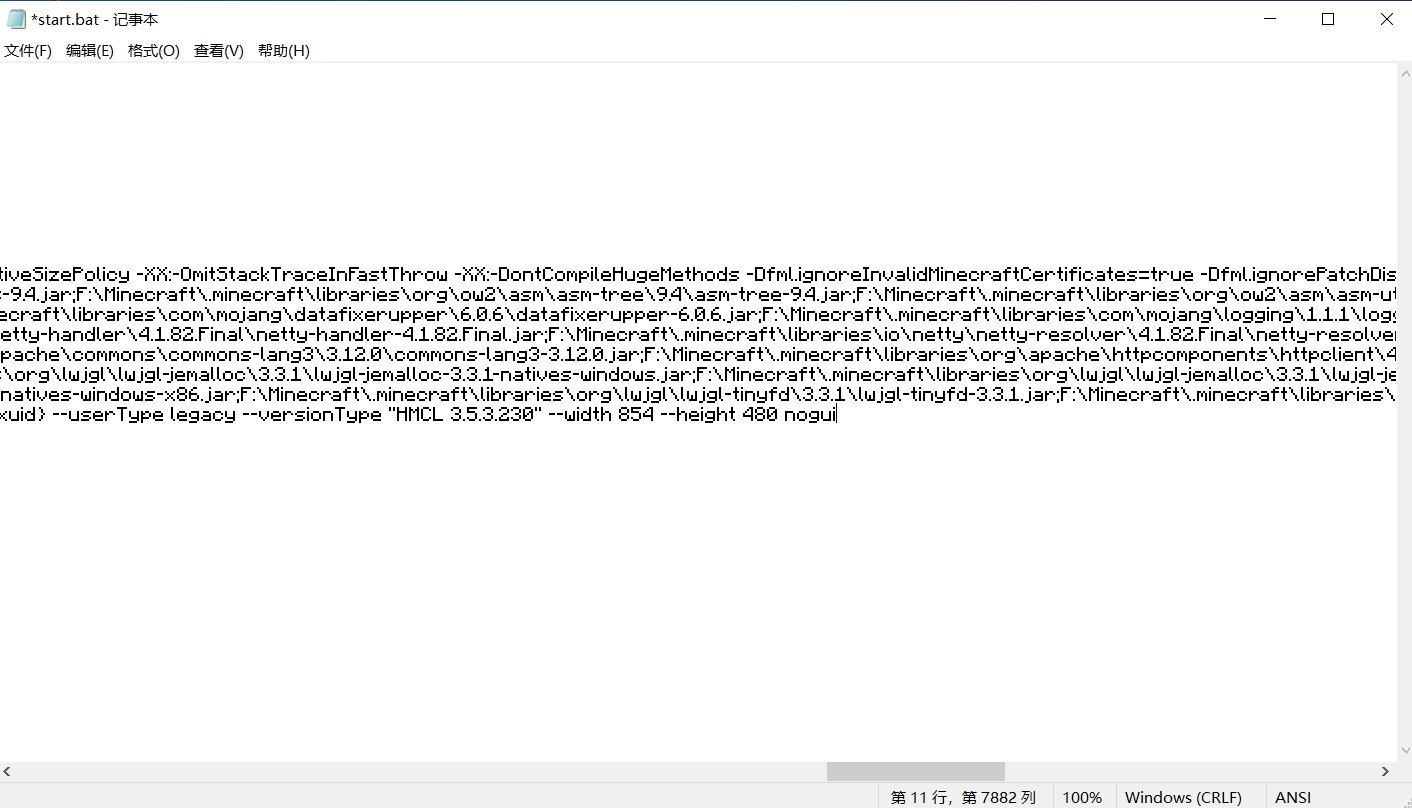 *start.bat - 记事本
文件(F) 编辑(E) 格式(O) 查看(V) 帮助(H)
tiveSizePolicy -XX:-OmitStackTraceInFastThrow -XX:-DontCompileHugeMethods -Dfml.ignoreInvalidMinecraftCertificates=true -Dfml.ignorePatchDis
-9.4.jar;F:\Minecraft\.minecraft\libraries\org\ow2\asm\asm-tree\9.4\asm-tree-9.4.jar;F:\Minecraft\.minecraft\libraries\org\ow2\asm\asm-ut
ecraft\libraries\com\mojang\datafixerupper\6.0.6\datafixerupper-6.0.6.jar;F:\Minecraft\.minecraft\libraries\com\mojang\logging\1.1.1\logg
etty-handler\4.1.82.Final\netty-handler-4.1.82.Final.jar;F:\Minecraft\.minecraft\libraries\io\netty\netty-resolver\4.1.82.Final\netty-resolver
pache\commons\commons-lang3\3.12.0\commons-lang3-3.12.0.jar;F:\Minecraft\.minecraft\libraries\org\apache\httpcomponents\httpclient\4
\org\lwjgl\lwjgl-jemalloc\3.3.1\lwjgl-jemalloc-3.3.1-natives-windows.jar;F:\Minecraft\.minecraft\libraries\org\lwjgl\lwjgl-jemalloc\3.3.1\lwjgl-je
natives-windows-x86.jar;F:\Minecraft\.minecraft\libraries\org\lwjgl\lwjgl-tinyfd\3.3.1\lwjgl-tinyfd-3.3.1.jar;F:\Minecraft\.minecraft\libraries\
xuid} --userType legacy --versionType "HMCL 3.5.3.230" --width 854 --height 480 nogui
第 11 行，第 7882 列 100% Windows (CRLF) ANSI